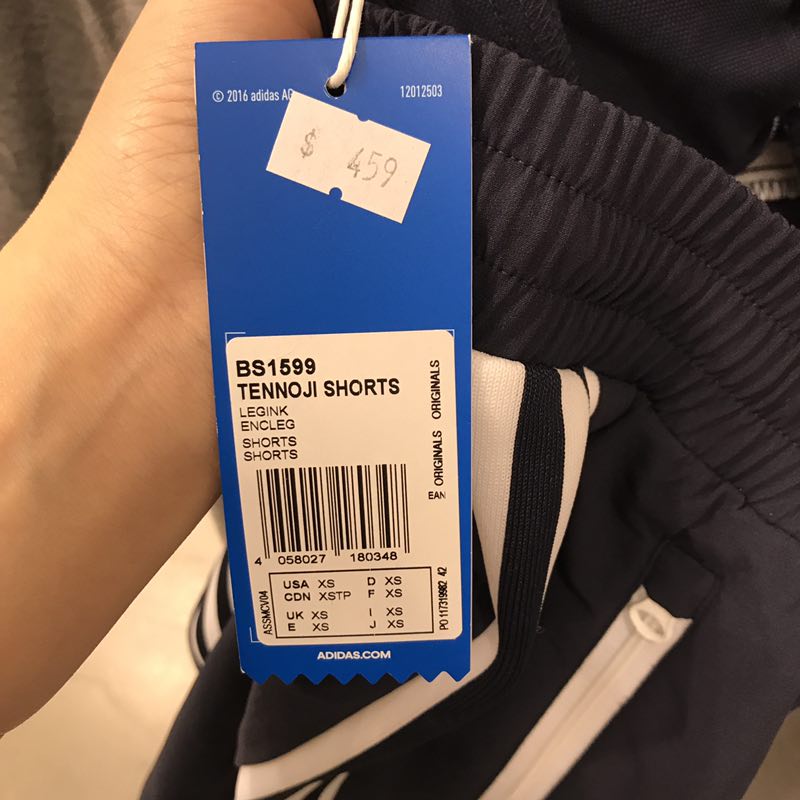 © 2016 adidas AG
12012503
$ 459
BS1599
TENNOJI SHORTS
LEGINK
ENCLEG
SHORTS
SHORTS
ORIGINALS ORIGINALS
EAN
4 058027 180348
ASSMCV04
USA XS D XS
CDN XSTP F XS
UK XS I XS
E XS J XS
PO 117319982 42
ADIDAS.COM